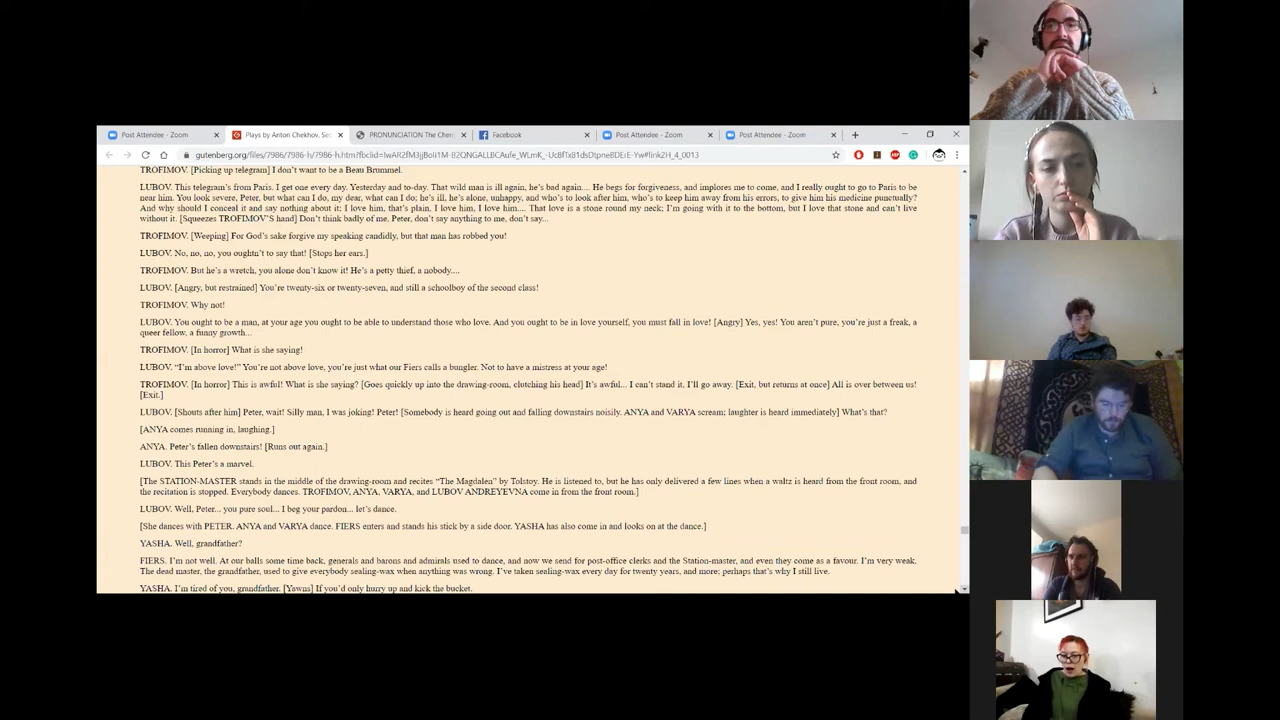 Post Attendee - Zoom
Plays by Anton Chekhov, Sec
PRONUNCIATION The Cherr
Facebook
Post Attendee - Zoom
Post Attendee - Zoom
TROFIMOV. [Picking up telegram] I don't want to be a Beau Brummel.
LUBOV. This telegram's from Paris. I get one every day. Yesterday and to-day. That wild man is ill again, he's bad again.... He begs for forgiveness, and implores me to come, and I really ought to go to Paris to be
near him. You look severe, Peter, but what can I do, my dear, what can I do; he's ill, he's alone, unhappy, and who's to look after him, who's to keep him away from his errors, to give him his medicine punctually?
And why should I conceal it and say nothing about it; I love him, that's plain, I love him, I love him.... That love is a stone round my neck; I'm going with it to the bottom, but I love that stone and can't live
without it. [Squeezes TROFIMOV'S hand] Don't think badly of me, Peter, don't say anything to me, don't say...
TROFIMOV. [Weeping] For God's sake forgive my speaking candidly, but that man has robbed you!
LUBOV. No, no, no, you oughtn't to say that! [Stops her ears.]
TROFIMOV. But he's a wretch, you alone don't know it! He's a petty thief, a nobody....
LUBOV. [Angry, but restrained] You're twenty-six or twenty-seven, and still a schoolboy of the second class!
TROFIMOV. Why not!
LUBOV. You ought to be a man, at your age you ought to be able to understand those who love. And you ought to be in love yourself, you must fall in love! [Angry] Yes, yes! You aren't pure, you're just a freak, a
queer fellow, a funny growth...
TROFIMOV. [In horror] What is she saying!
LUBOV. "I'm above love!" You're not above love, you're just what our Fiers calls a bungler. Not to have a mistress at your age!
TROFIMOV. [In horror] This is awful! What is she saying? [Goes quickly up into the drawing-room, clutching his head] It's awful... I can't stand it, I'll go away. [Exit, but returns at once] All is over between us!
[Exit.]
LUBOV. [Shouts after him] Peter, wait! Silly man, I was joking! Peter! [Somebody is heard going out and falling downstairs noisily. ANYA and VARYA scream; laughter is heard immediately] What's that?
[ANYA comes running in, laughing.]
ANYA. Peter's fallen downstairs! [Runs out again.]
LUBOV. This Peter's a marvel.
[The STATION-MASTER stands in the middle of the drawing-room and recites "The Magdalen" by Tolstoy. He is listened to, but he has only delivered a few lines when a waltz is heard from the front room, and
the recitation is stopped. Everybody dances. TROFIMOV, ANYA, VARYA, and LUBOV ANDREYEVNA come in from the front room.]
LUBOV. Well, Peter... you pure soul... I beg your pardon... let's dance.
[She dances with PETER. ANYA and VARYA dance. FIERS enters and stands his stick by a side door. YASHA has also come in and looks on at the dance.]
YASHA. Well, grandfather?
FIERS. I'm not well. At our balls some time back, generals and barons and admirals used to dance, and now we send for post-office clerks and the Station-master, and even they come as a favour. I'm very weak.
The dead master, the grandfather, used to give everybody sealing-wax when anything was wrong. I've taken sealing-wax every day for twenty years, and more; perhaps that's why I still live.
YASHA. I'm tired of you, grandfather. [Yawns] If you'd only hurry up and kick the bucket.